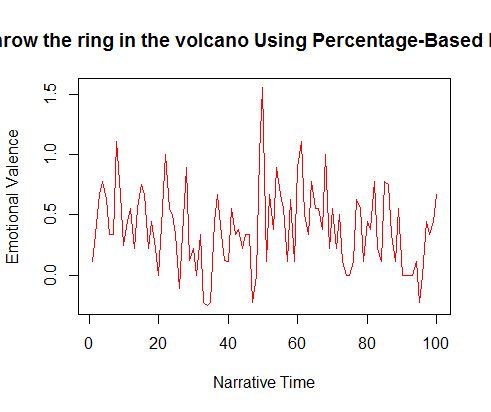 the ring in the volcano Using Percentage-Based
Emotional Valence
1.5
1.0
0.5
0.0
0 20 40 60 80 100
Narrative Time